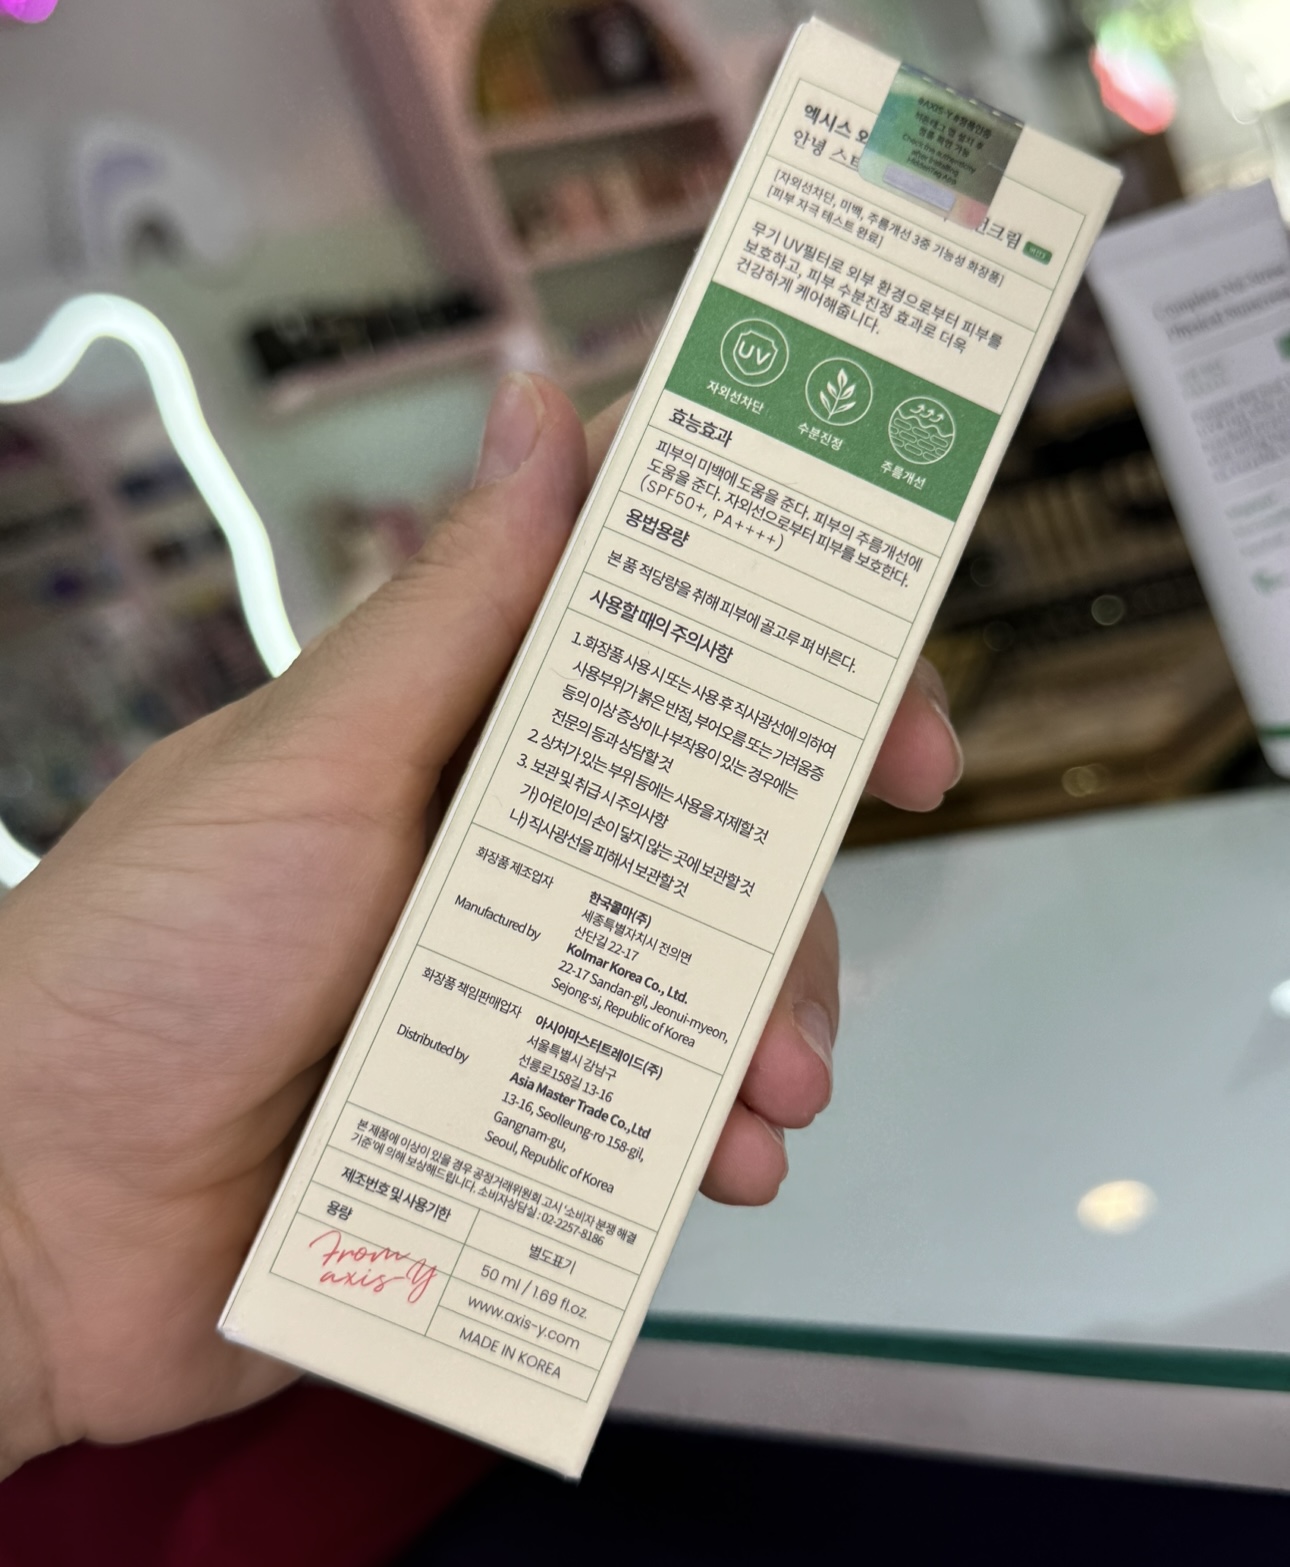 엑시스 와
안녕 스트
선크림
#AXIS-Y #정품인증
[자외선차단, 미백, 주름개선 3중 기능성 화장품]
[피부 자극 테스트 완료]
무기 UV필터로 외부 환경으로부터 피부를
보호하고, 피부 수분진정 효과로 더욱
건강하게 케어해줍니다.
UV
자외선차단
수분진정
주름개선
효능효과
피부의 미백에 도움을 준다. 피부의 주름개선에
도움을 준다. 자외선으로부터 피부를 보호한다.
(SPF50+, PA++++)
용법용량
본 품 적당량을 취해 피부에 골고루 펴 바른다.
사용할 때의 주의사항
1. 화장품 사용 시 또는 사용 후 직사광선에 의하여
사용부위가 붉은 반점, 부어오름 또는 가려움증
등의 이상 증상이나 부작용이 있는 경우에는
전문의 등과 상담할 것
2. 상처가 있는 부위 등에는 사용을 자제할 것
3. 보관 및 취급 시 주의사항
가) 어린이의 손이 닿지 않는 곳에 보관할 것
나) 직사광선을 피해서 보관할 것
화장품 제조업자
한국콜마(주)
세종특별자치시 전의면
산단길 22-17
Manufactured by
Kolmar Korea Co., Ltd.
22-17 Sandan-gil, Jeonui-myeon,
Sejong-si, Republic of Korea
화장품 책임판매업자
아시아마스터트레이드(주)
서울특별시 강남구
선릉로158길 13-16
Distributed by
Asia Master Trade Co.,Ltd
13-16, Seolleung-ro 158-gil,
Gangnam-gu,
Seoul, Republic of Korea
본 제품에 이상이 있을 경우 공정거래위원회 고시 '소비자 분쟁 해결
기준'에 의해 보상해드립니다. 소비자상담실 : 02-2257-8186
제조번호 및 사용기한
별도표기
용량
50 ml / 1.69 fl.oz.
From
axis-Y
www.axis-y.com
MADE IN KOREA